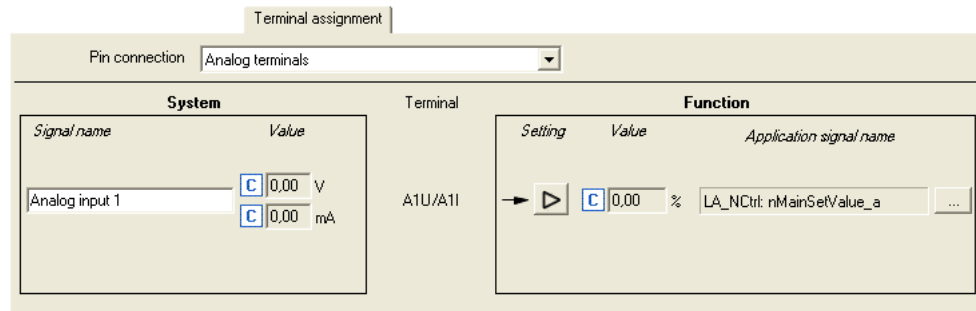 Terminal assignment
Pin connection Analog terminals
System Terminal Function
Signal name Value Setting Value Application signal name
Analog input 1 C 0,00 V A1U/A1I C 0,00 % LA_NCtrl: nMainSetValue_a ...
C 0,00 mA